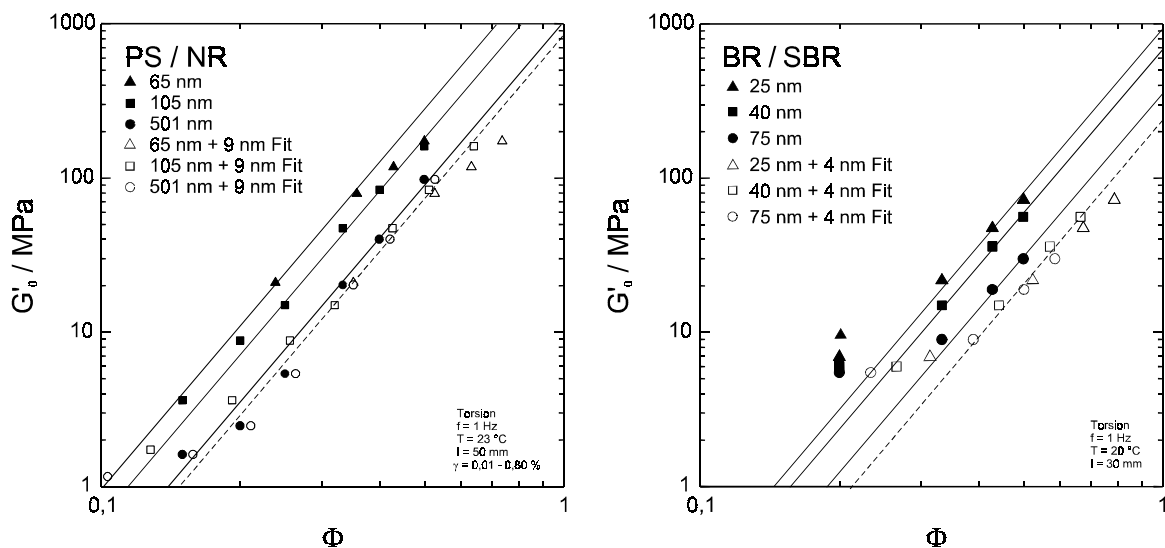 1000
100
10
1
G'₀ / MPa
PS / NR
65 nm
105 nm
501 nm
65 nm + 9 nm Fit
105 nm + 9 nm Fit
501 nm + 9 nm Fit
Torsion
f = 1 Hz
T = 23 °C
l = 50 mm
γ = 0,01 - 0,80 %
0,1
1
Φ
1000
100
10
1
G'₀ / MPa
BR / SBR
25 nm
40 nm
75 nm
25 nm + 4 nm Fit
40 nm + 4 nm Fit
75 nm + 4 nm Fit
Torsion
f = 1 Hz
T = 20 °C
l = 30 mm
0,1
1
Φ